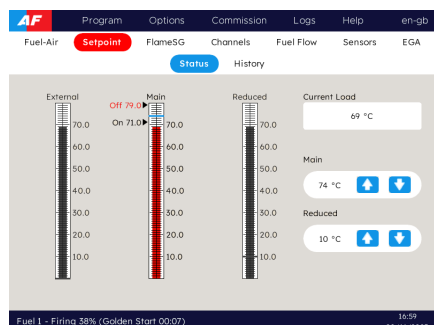 AF Program Options Commission Logs Help en-gb
Fuel-Air Setpoint FlameSG Channels Fuel Flow Sensors EGA
Status History
External Main Reduced Current Load
Off 79.0
69 °C
On 71.0
70.0 70.0 70.0
60.0 60.0 60.0
Main
50.0 50.0 50.0
74 °C
40.0 40.0 40.0
Reduced
30.0 30.0 30.0
20.0 20.0 20.0
10 °C
10.0 10.0 10.0
16:59
Fuel 1 - Firing 38% (Golden Start 00:07)